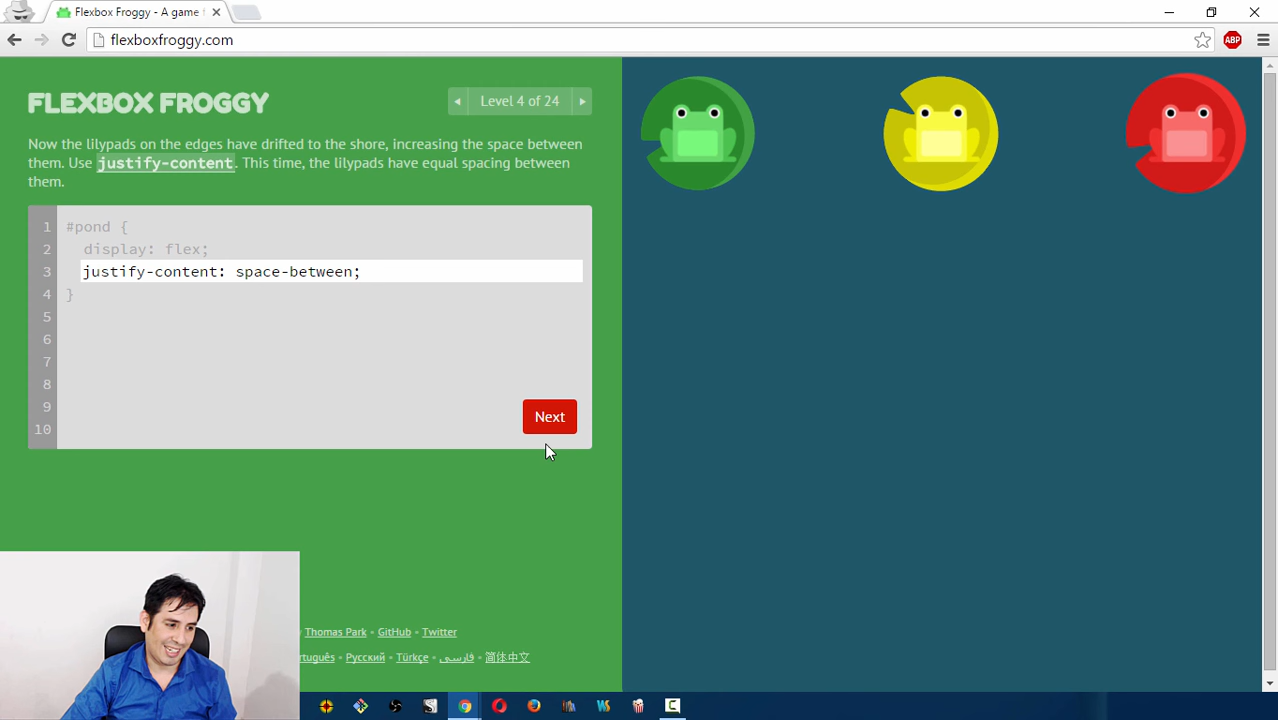 Flexbox Froggy - A game
flexboxfroggy.com
ABP
FLEXBOX FROGGY
Level 4 of 24
Now the lilypads on the edges have drifted to the shore, increasing the space between
them. Use justify-content. This time, the lilypads have equal spacing between
them.
1 #pond {
2 display: flex;
3 justify-content: space-between;
4 }
5
6
7
8
9
10
Next
Thomas Park • GitHub • Twitter
rtuguês • Русский • Türkçe • فارسی • 简体中文